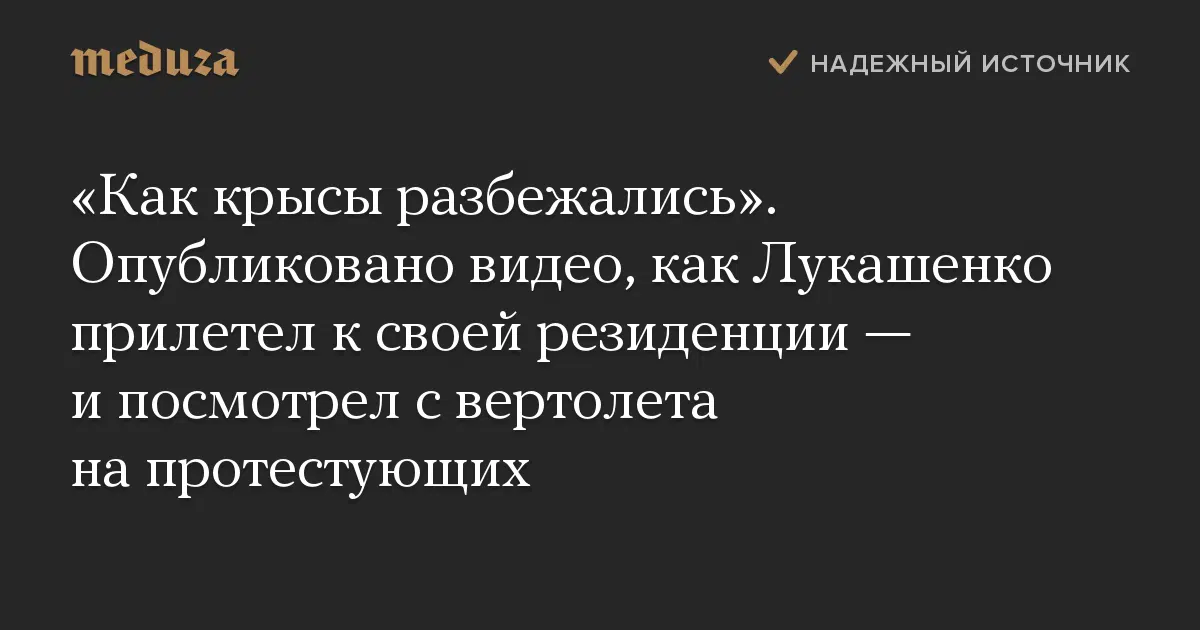 meduza
НАДЕЖНЫЙ ИСТОЧНИК
«Как крысы разбежались».
Опубликовано видео, как Лукашенко
прилетел к своей резиденции —
и посмотрел с вертолета
на протестующих